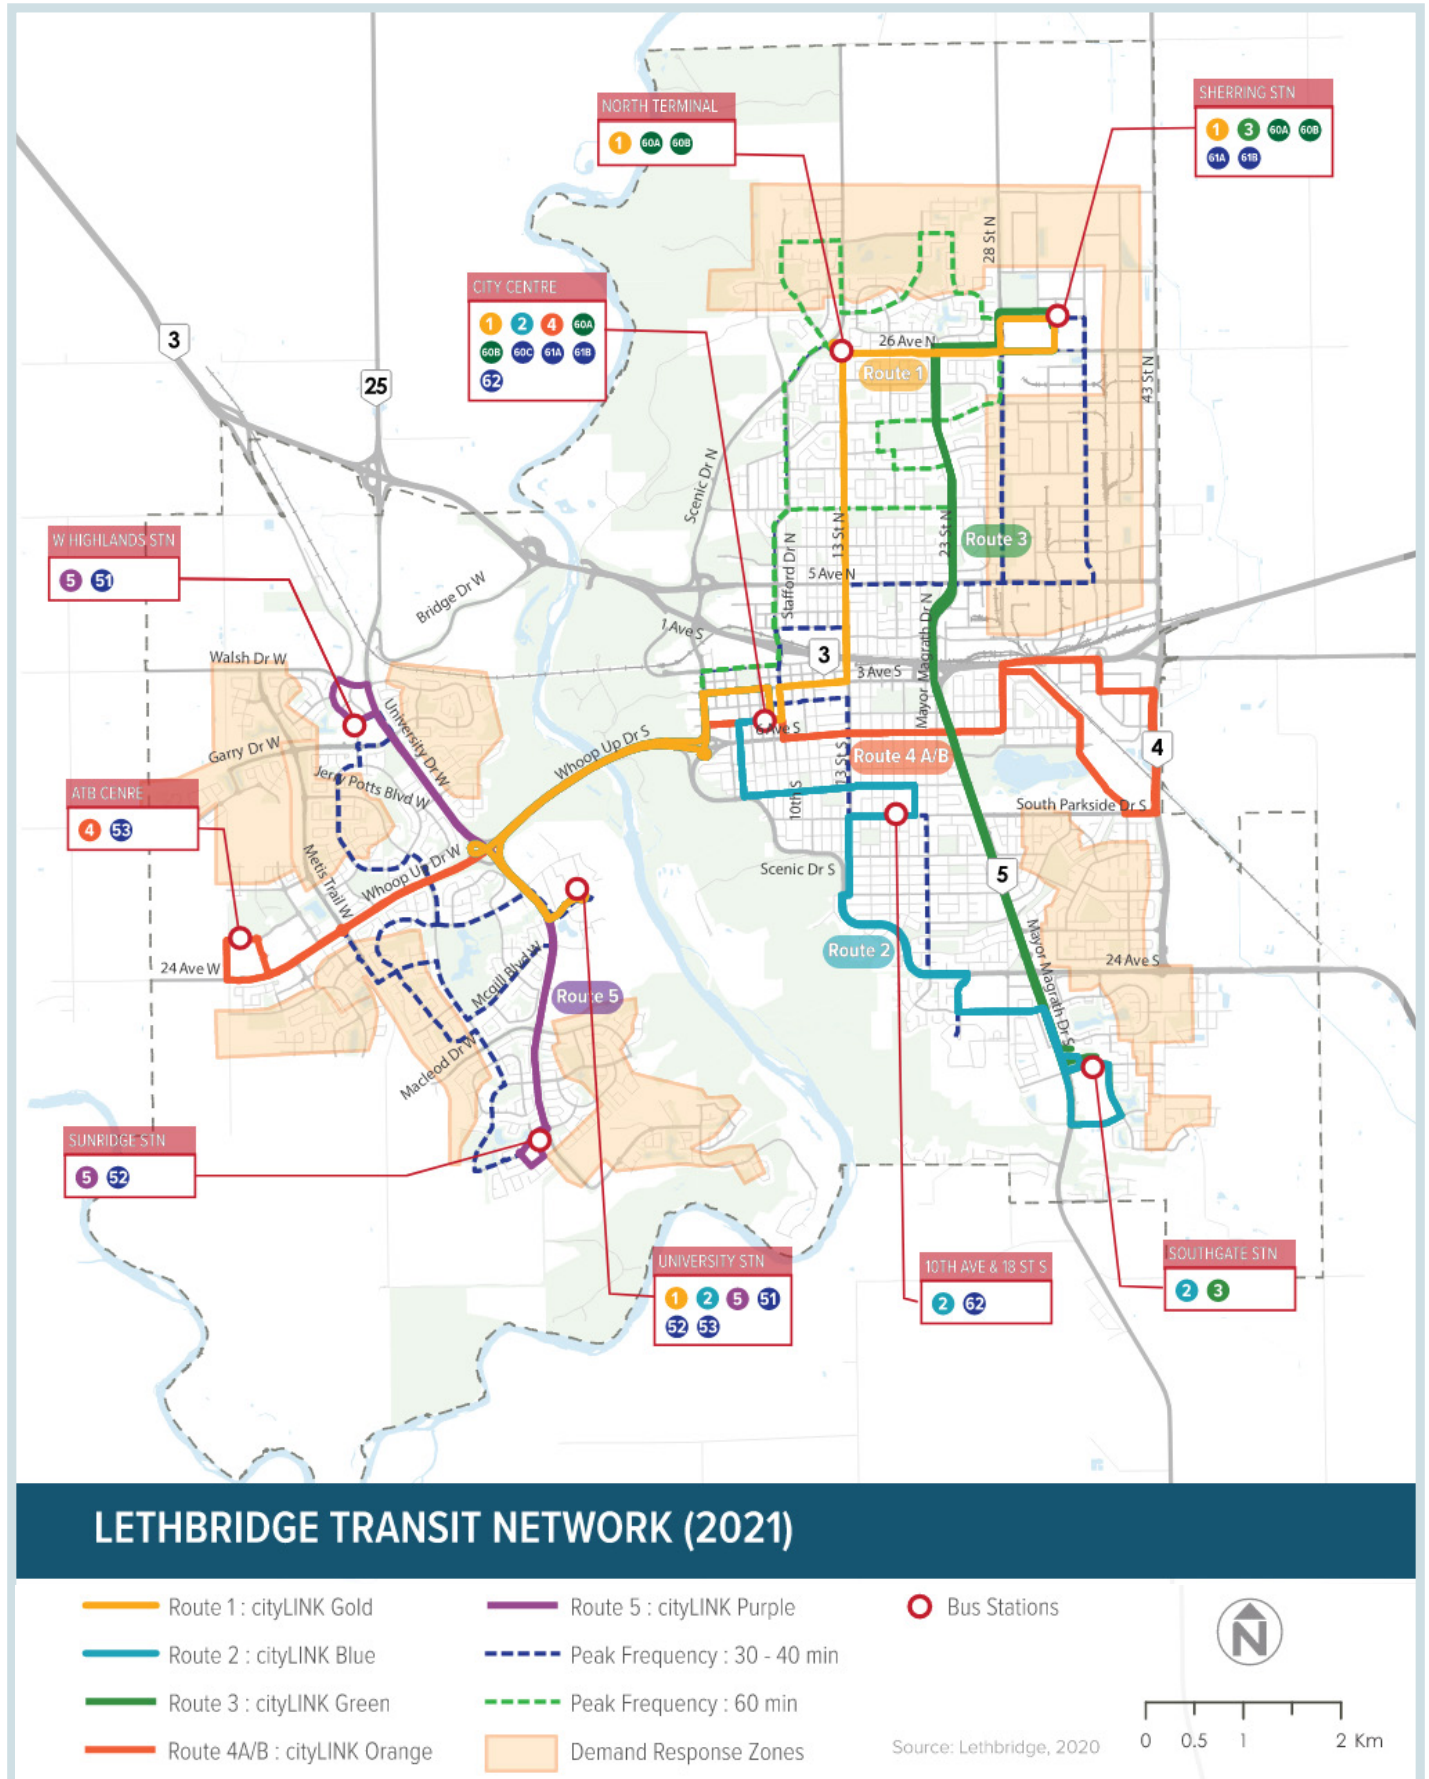 NORTH TERMINAL
1 60A 60B
SHERRING STN
1 3 60A 60B
61A 61B
CITY CENTRE
1 2 4 60A
60B 60C 61A 61B
62
28 St N
26 Ave N
Route 1
43 St N
3
25
Scenic Dr N
13 St N
23 St N
Route 3
Stafford Dr N
5 Ave N
W HIGHLANDS STN
5 51
Bridge Dr W
1 Ave S
Mayor Magrath Dr N
3
3 Ave S
Walsh Dr W
University Dr W
Garry Dr W
Jerry Potts Blvd W
Whoop Up Dr S
6 Ave S
Route 4 A/B
13 St S
10th S
4
South Parkside Dr S
ATB CENRE
4 53
Metis Trail W
Whoop Up Dr W
Scenic Dr S
5
Route 2
Mayor Magrath Dr S
24 Ave S
24 Ave W
Mcgill Blvd W
Route 5
Macleod Dr W
SUNRIDGE STN
5 52
UNIVERSITY STN
1 2 5 51
52 53
10TH AVE & 18 ST S
2 62
SOUTHGATE STN
2 3
LETHBRIDGE TRANSIT NETWORK (2021)
Route 1 : cityLINK Gold
Route 2 : cityLINK Blue
Route 3 : cityLINK Green
Route 4A/B : cityLINK Orange
Route 5 : cityLINK Purple
Peak Frequency : 30 - 40 min
Peak Frequency : 60 min
Demand Response Zones
Bus Stations
N
Source: Lethbridge, 2020
0 0.5 1 2 Km